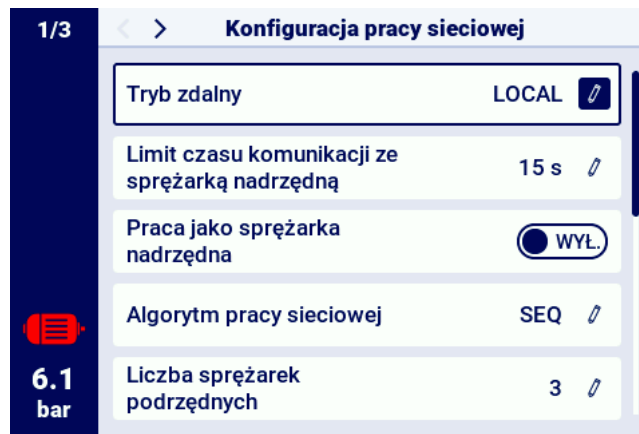 1/3
Konfiguracja pracy sieciowej
Tryb zdalny
LOCAL
Limit czasu komunikacji ze
sprężarką nadrzędną
15 s
Praca jako sprężarka
nadrzędna
WYŁ.
Algorytm pracy sieciowej
SEQ
Liczba sprężarek
podrzędnych
3
6.1
bar